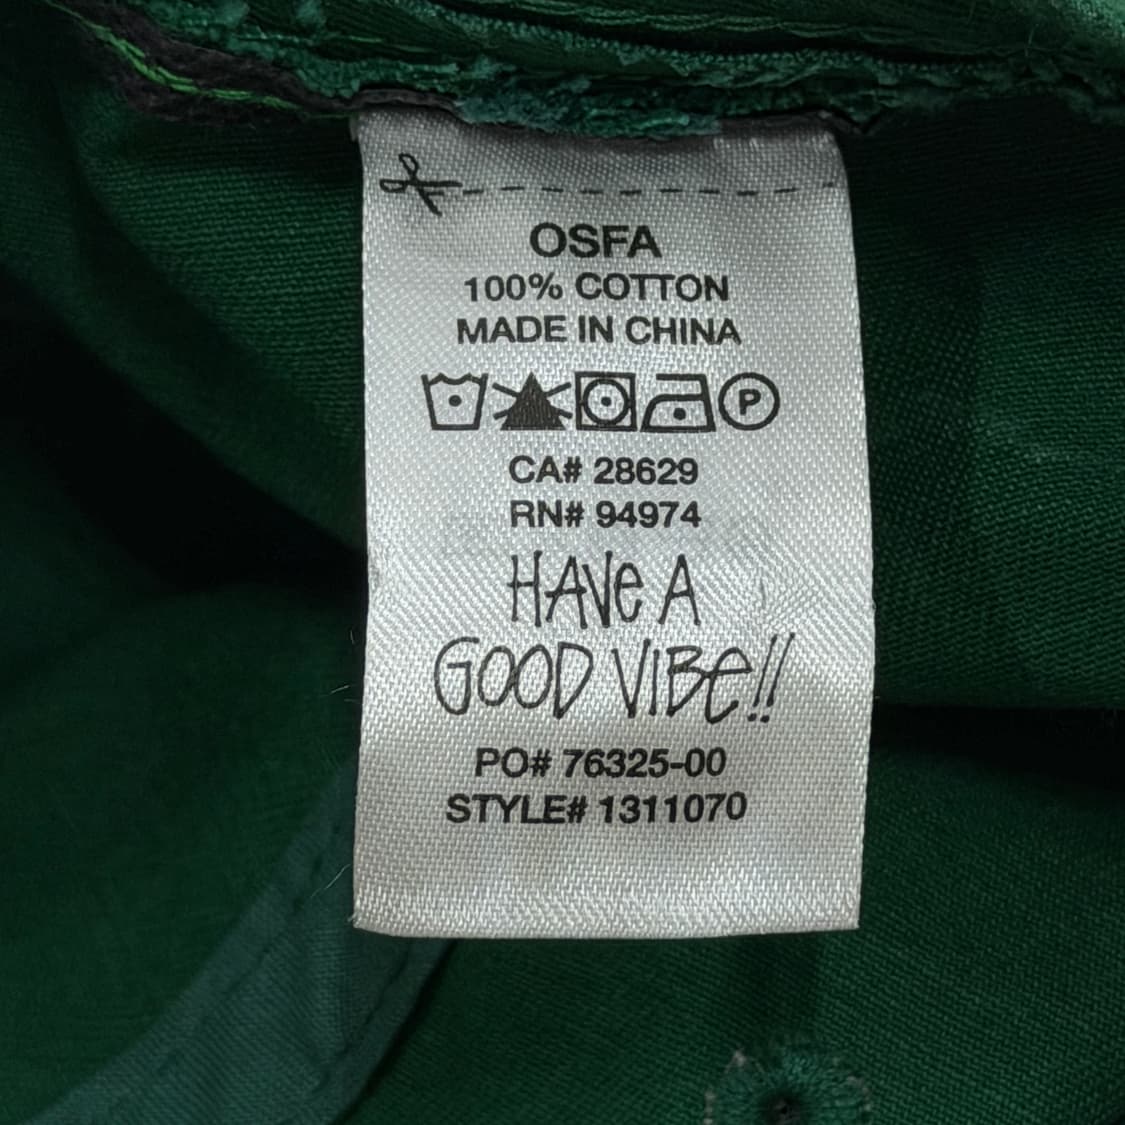 OSFA
100% COTTON
MADE IN CHINA
P
CA# 28629
RN# 94974
HAVE A
GOOD VIBE!!
PO# 76325-00
STYLE# 1311070